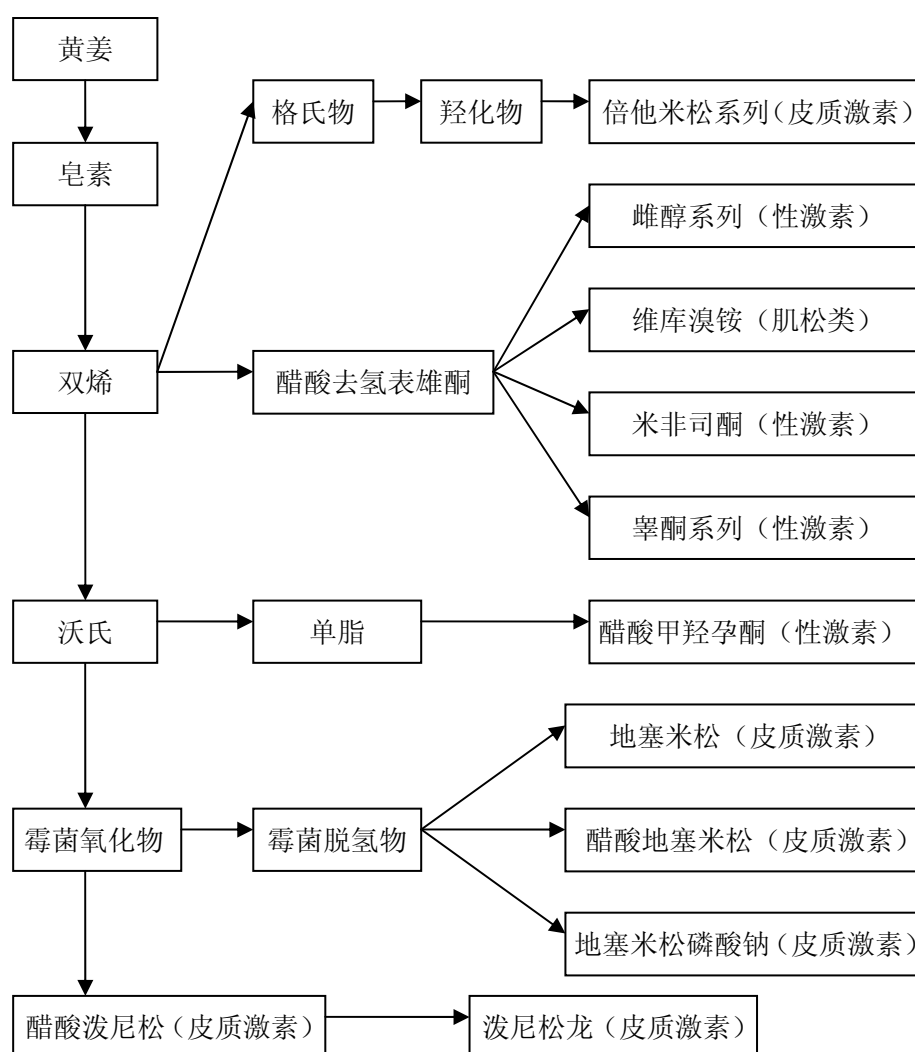 黄姜
格氏物
羟化物
倍他米松系列(皮质激素)
皂素
雌醇系列（性激素）
维库溴铵（肌松类）
双烯
醋酸去氢表雄酮
米非司酮（性激素）
睾酮系列（性激素）
沃氏
单脂
醋酸甲羟孕酮（性激素）
地塞米松（皮质激素）
霉菌氧化物
霉菌脱氢物
醋酸地塞米松（皮质激素）
地塞米松磷酸钠(皮质激素)
醋酸泼尼松(皮质激素)
泼尼松龙(皮质激素)